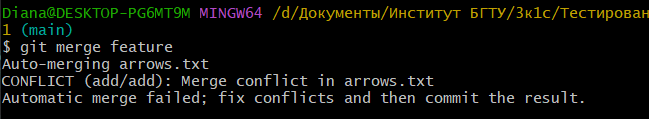 Diana@DESKTOP-PG6MT9M MINGW64 /d/Документы/Институт БГТУ/3к1с/Тестирован
1 (main)
$ git merge feature
Auto-merging arrows.txt
CONFLICT (add/add): Merge conflict in arrows.txt
Automatic merge failed; fix conflicts and then commit the result.